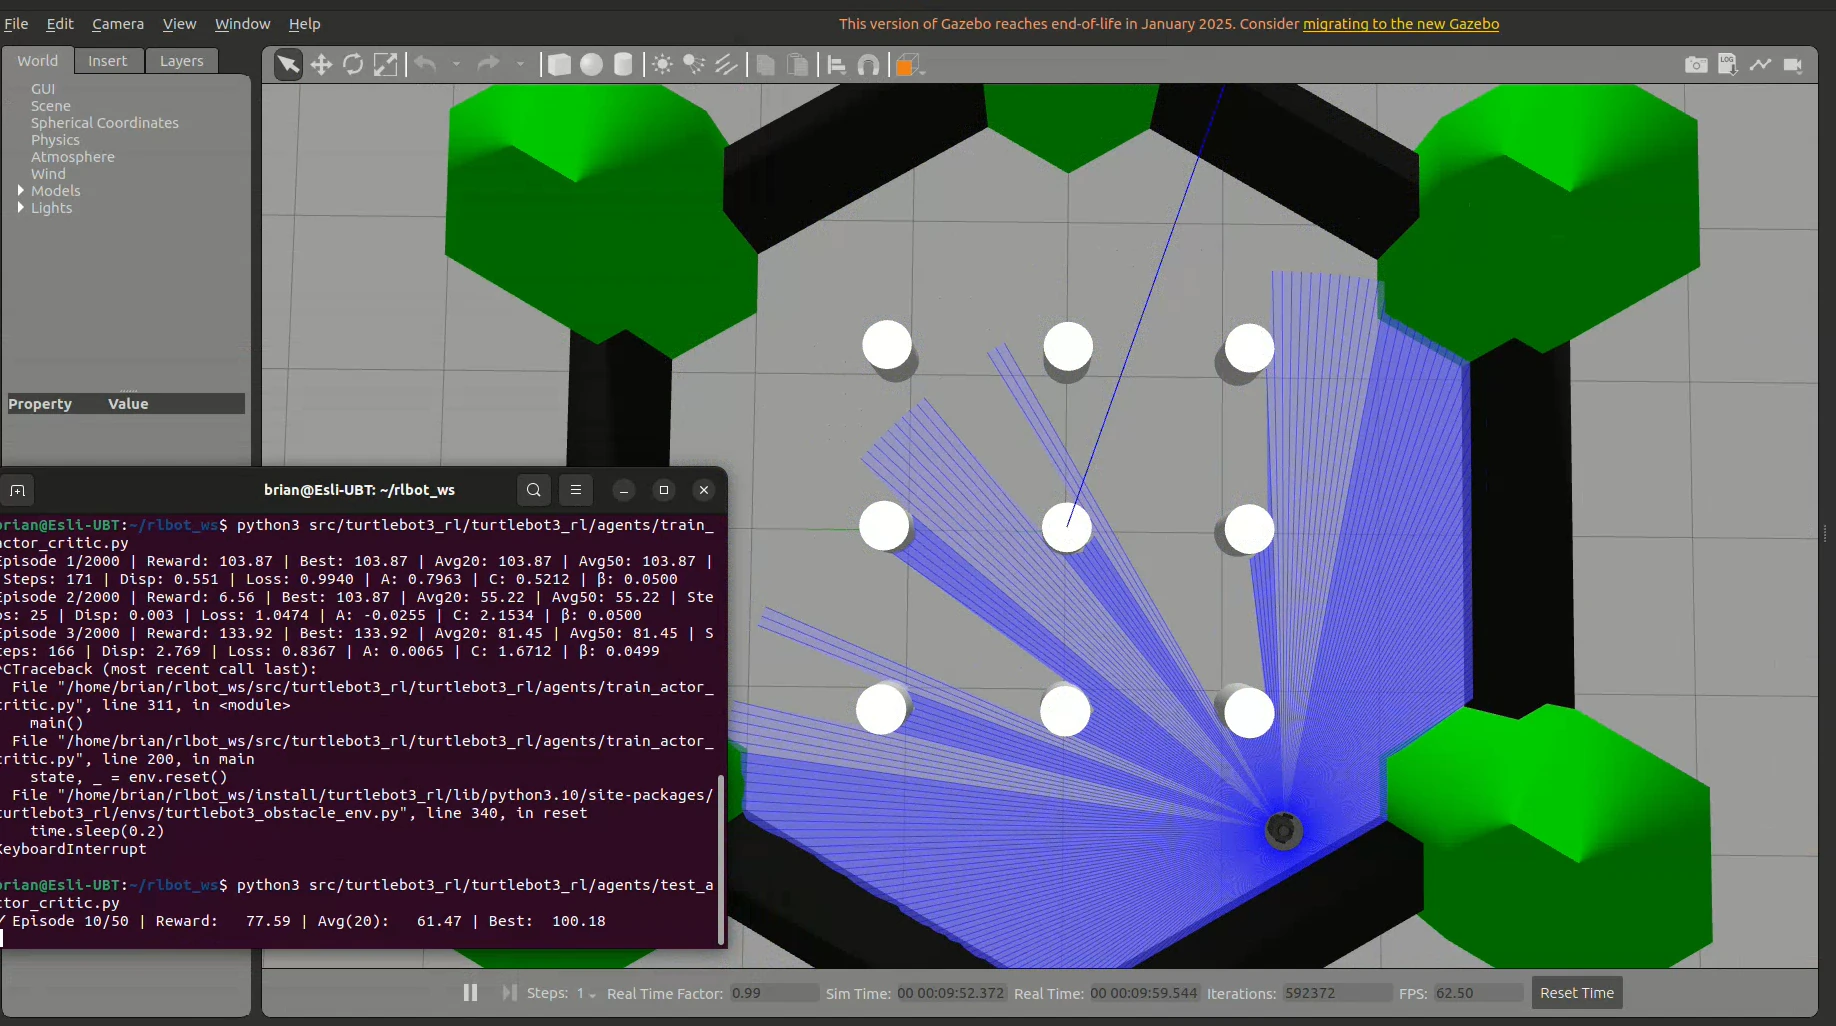 File Edit Camera View Window Help
This version of Gazebo reaches end-of-life in January 2025. Consider migrating to the new Gazebo
World Insert Layers
LOG
GUI
Scene
Spherical Coordinates
Physics
Atmosphere
Wind
Models
Lights
Property Value
brian@Esli-UBT: ~/rlbot_ws
brian@Esli-UBT:~/rlbot_ws$ python3 src/turtlebot3_rl/turtlebot3_rl/agents/train_
actor_critic.py
Episode 1/2000 | Reward: 103.87 | Best: 103.87 | Avg20: 103.87 | Avg50: 103.87 |
Steps: 171 | Disp: 0.551 | Loss: 0.9940 | A: 0.7963 | C: 0.5212 | β: 0.0500
Episode 2/2000 | Reward: 6.56 | Best: 103.87 | Avg20: 55.22 | Avg50: 55.22 | Ste
ps: 25 | Disp: 0.003 | Loss: 1.0474 | A: -0.0255 | C: 2.1534 | β: 0.0500
Episode 3/2000 | Reward: 133.92 | Best: 133.92 | Avg20: 81.45 | Avg50: 81.45 | S
teps: 166 | Disp: 2.769 | Loss: 0.8367 | A: 0.0065 | C: 1.6712 | β: 0.0499
^CTraceback (most recent call last):
File "/home/brian/rlbot_ws/src/turtlebot3_rl/turtlebot3_rl/agents/train_actor_
critic.py", line 311, in <module>
main()
File "/home/brian/rlbot_ws/src/turtlebot3_rl/turtlebot3_rl/agents/train_actor_
critic.py", line 200, in main
state, _ = env.reset()
File "/home/brian/rlbot_ws/install/turtlebot3_rl/lib/python3.10/site-packages/
turtlebot3_rl/envs/turtlebot3_obstacle_env.py", line 340, in reset
time.sleep(0.2)
KeyboardInterrupt
brian@Esli-UBT:~/rlbot_ws$ python3 src/turtlebot3_rl/turtlebot3_rl/agents/test_a
ctor_critic.py
Episode 10/50 | Reward: 77.59 | Avg(20): 61.47 | Best: 100.18
Steps: 1 Real Time Factor: 0.99 Sim Time: 00 00:09:52.372 Real Time: 00 00:09:59.544 Iterations: 592372 FPS: 62.50 Reset Time